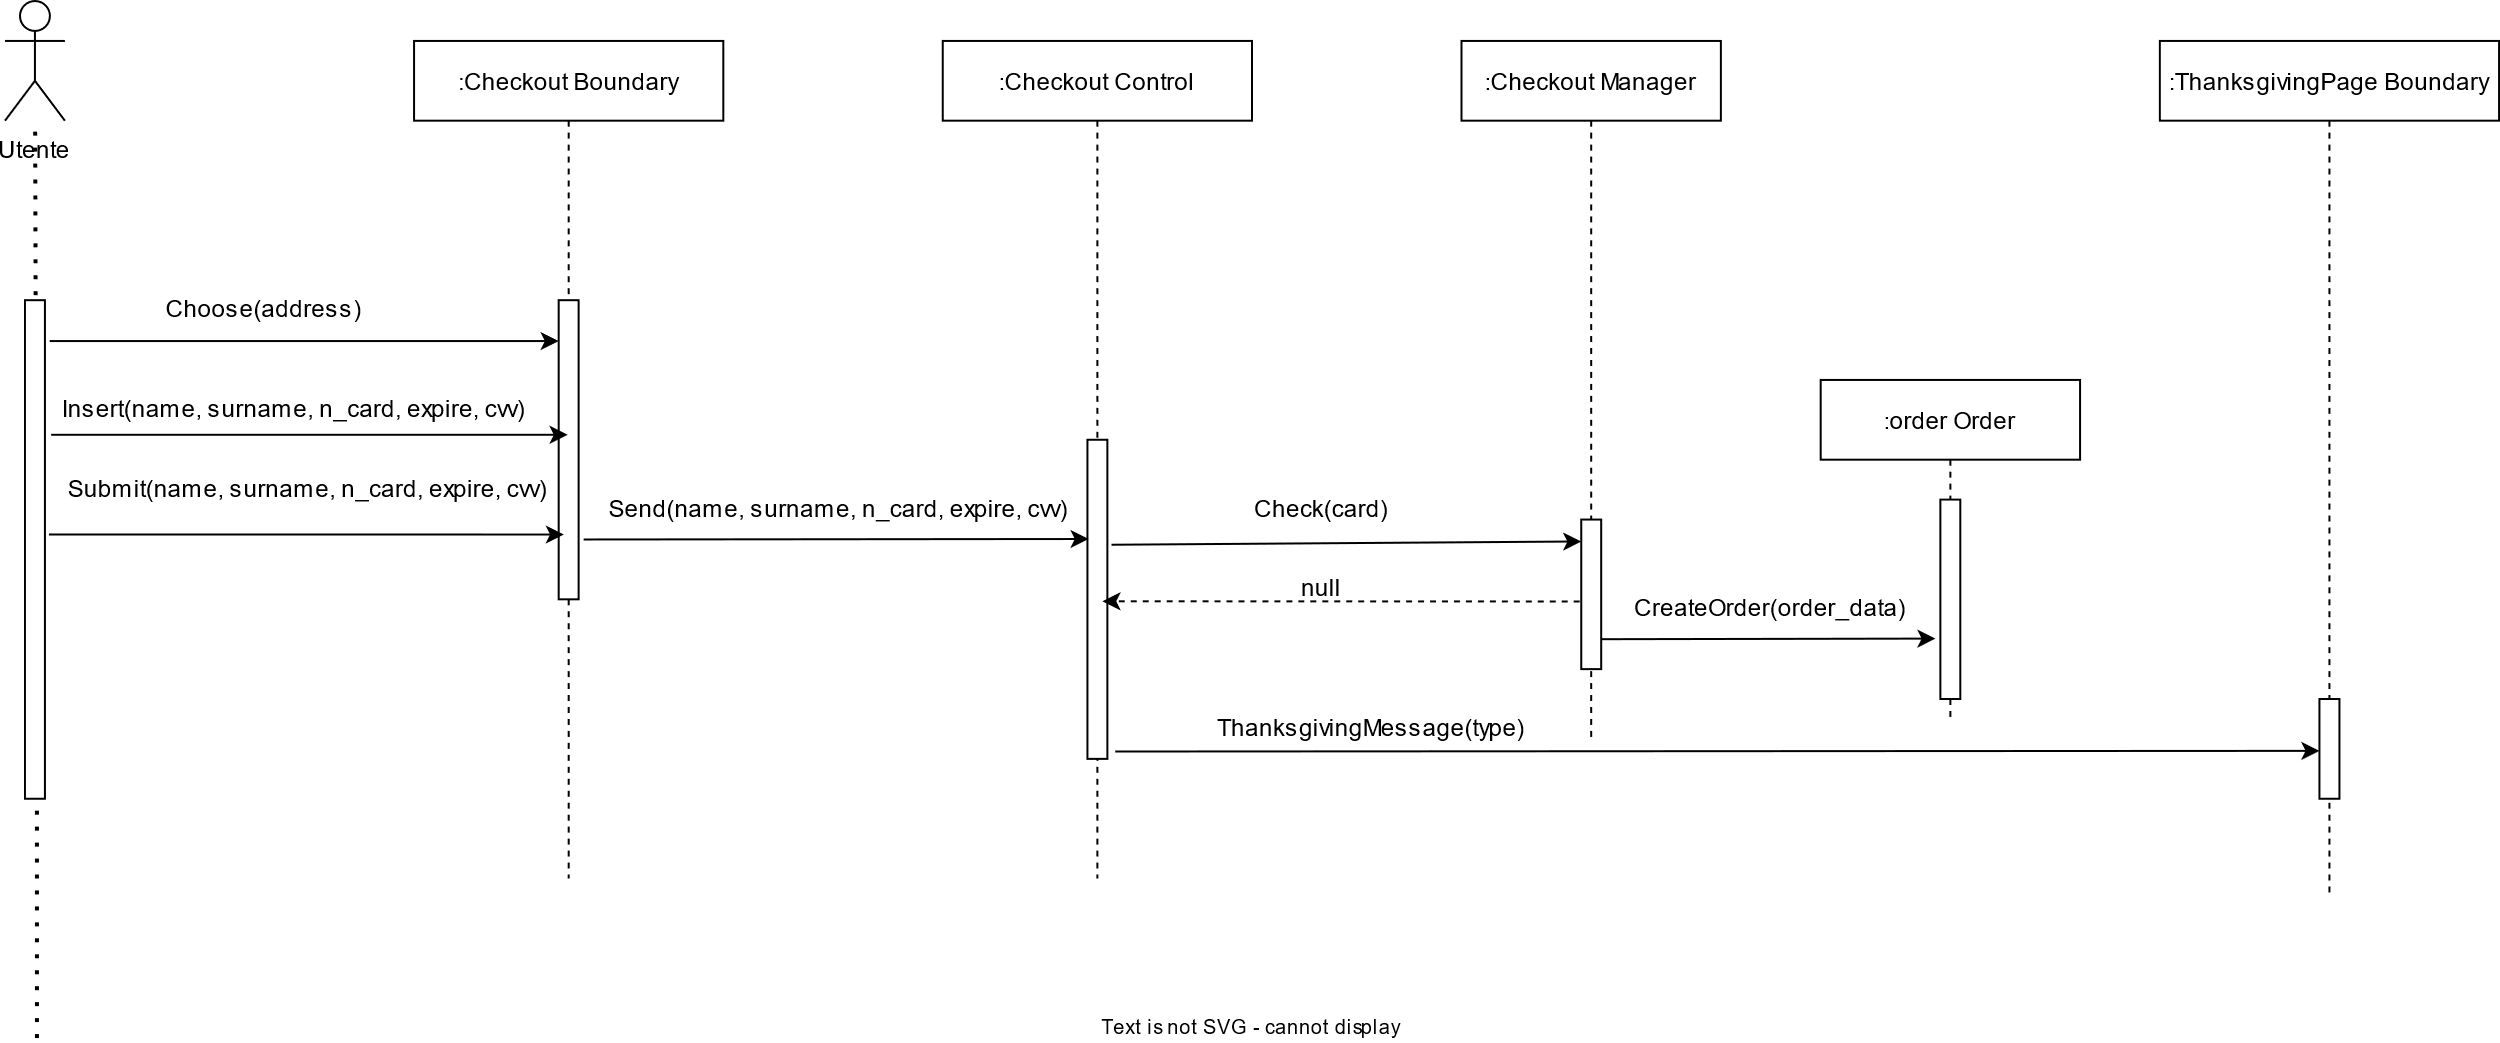 :Checkout Boundary
:Checkout Control
:Checkout Manager
:ThanksgivingPage Boundary
Utente
Choose(address)
Insert(name, surname, n_card, expire, cvv)
:order Order
Submit(name, surname, n_card, expire, cvv)
Send(name, surname, n_card, expire, cvv)
Check(card)
null
CreateOrder(order_data)
ThanksgivingMessage(type)
Text is not SVG - cannot display